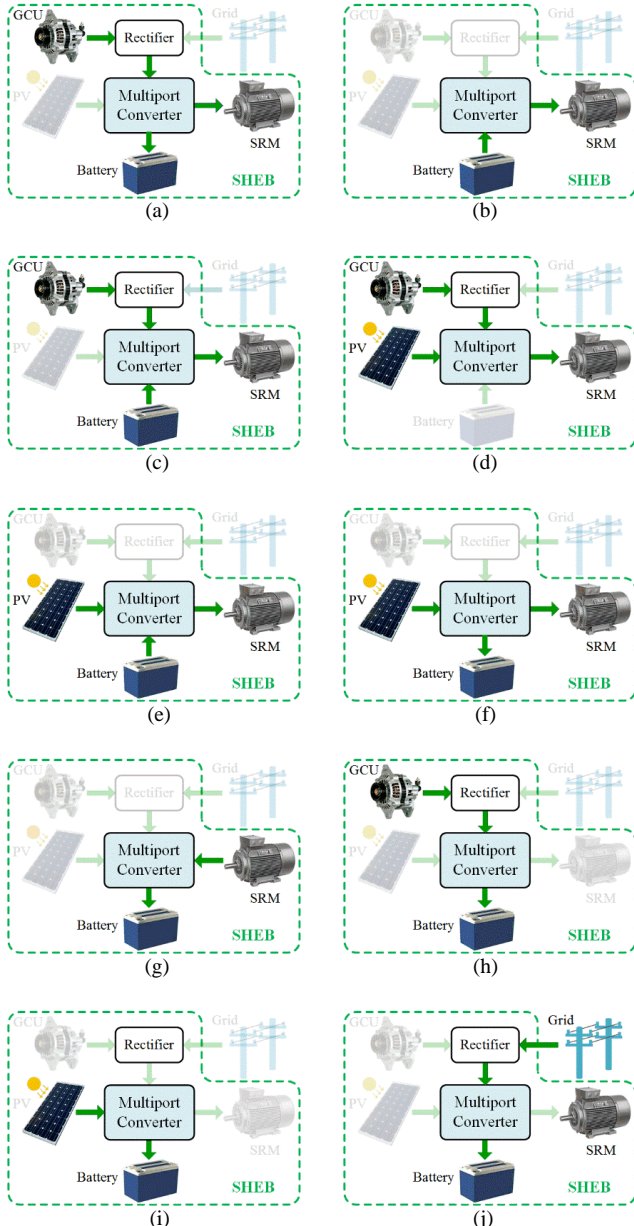 GCU
Rectifier
Grid
PV
Multiport
Converter
SRM
Battery
SHEB
(a)
GCU
Rectifier
Grid
PV
Multiport
Converter
SRM
Battery
SHEB
(b)
GCU
Rectifier
Grid
PV
Multiport
Converter
SRM
Battery
SHEB
(c)
GCU
Rectifier
Grid
PV
Multiport
Converter
SRM
Battery
SHEB
(d)
GCU
Rectifier
Grid
PV
Multiport
Converter
SRM
Battery
SHEB
(e)
GCU
Rectifier
Grid
PV
Multiport
Converter
SRM
Battery
SHEB
(f)
GCU
Rectifier
Grid
PV
Multiport
Converter
SRM
Battery
SHEB
(g)
GCU
Rectifier
Grid
PV
Multiport
Converter
SRM
Battery
SHEB
(h)
GCU
Rectifier
Grid
PV
Multiport
Converter
SRM
Battery
SHEB
(i)
GCU
Rectifier
Grid
PV
Multiport
Converter
SRM
Battery
SHEB
(j)